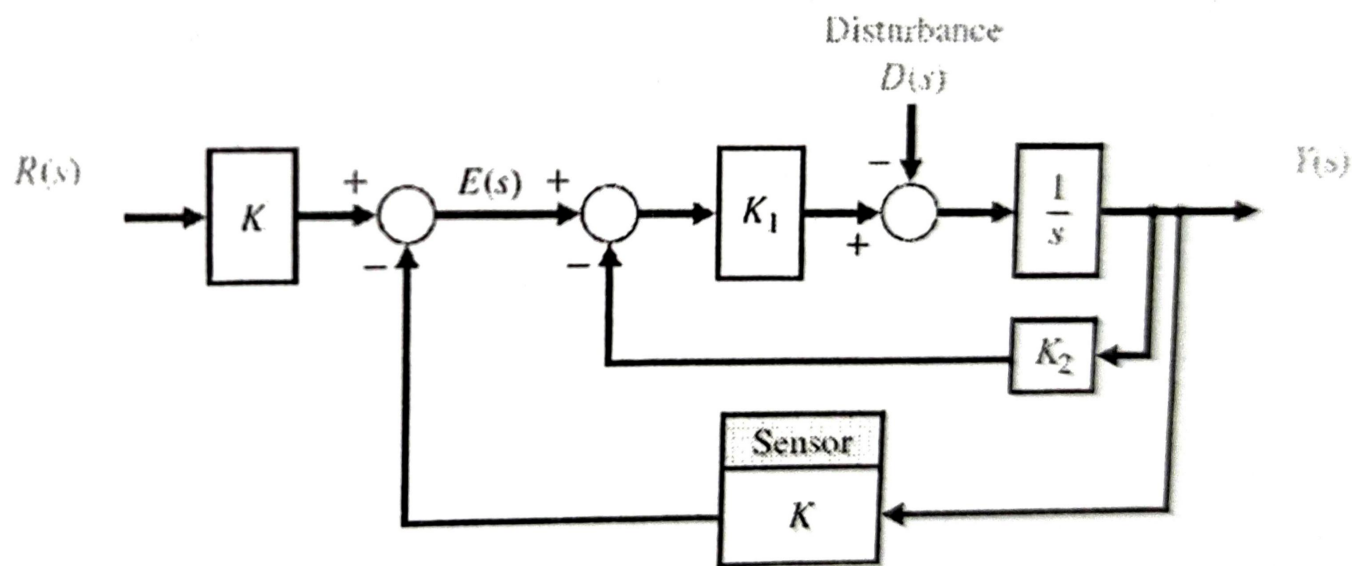 Disturbance
D(s)
R(s)
K
+
−
E(s)
+
−
K₁
+
−
1
s
Y(s)
K₂
Sensor
K